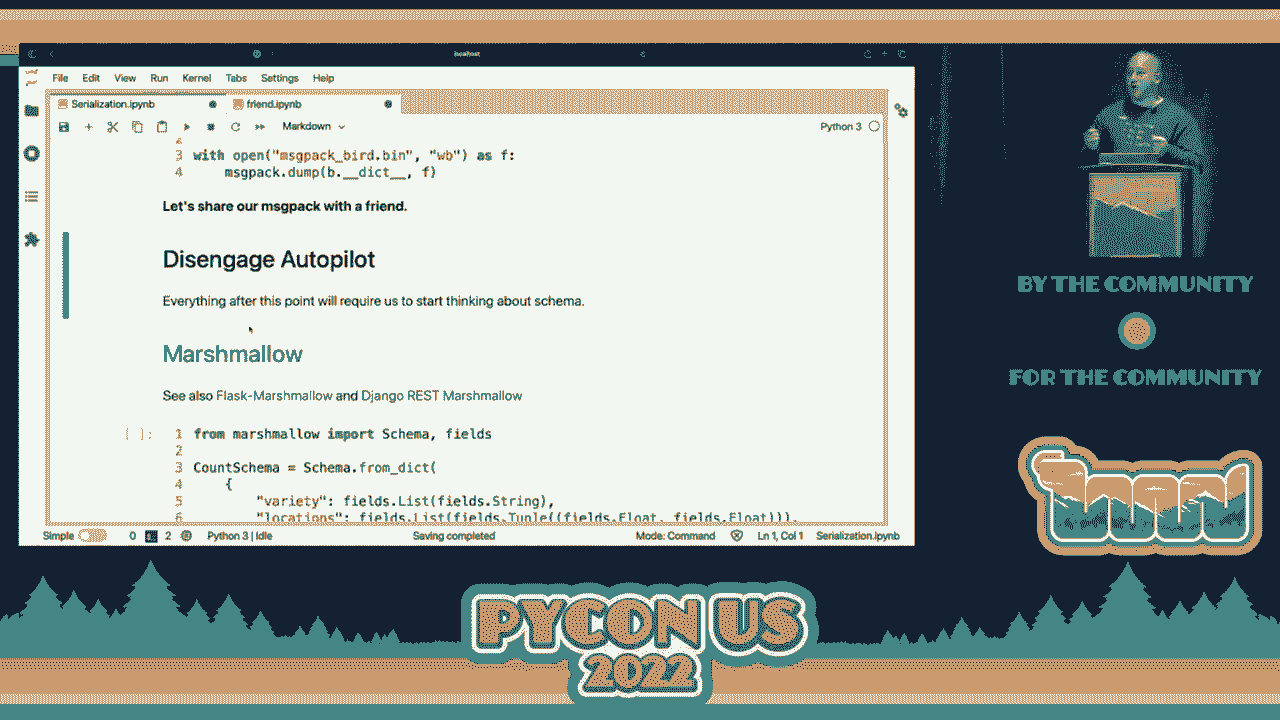 localhost
File Edit View Run Kernel Tabs Settings Help
Serialization.ipynb friend.ipynb
Markdown Python 3
2
3 with open("msgpack_bird.bin", "wb") as f:
4 msgpack.dump(b.__dict__, f)
Let's share our msgpack with a friend.
Disengage Autopilot
Everything after this point will require us to start thinking about schema.
Marshmallow
See also Flask-Marshmallow and Django REST Marshmallow
[ ]: 1 from marshmallow import Schema, fields
2
3 CountSchema = Schema.from_dict(
4 {
5 "variety": fields.List(fields.String),
6 "locations": fields.List(fields.Tuple((fields.Float, fields.Float))),
Simple 0 2 Python 3 | Idle Saving completed Mode: Command Ln 1, Col 1 Serialization.ipynb
BY THE COMMUNITY
FOR THE COMMUNITY
PYCON US
2022